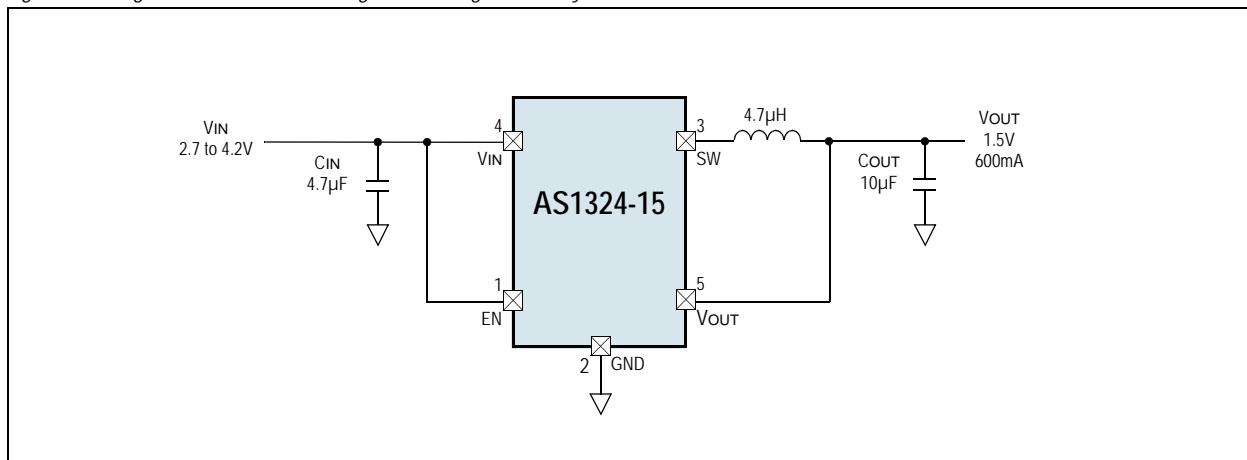 VIN
2.7 to 4.2V
CIN
4.7µF
4
VIN
1
EN
AS1324-15
2
GND
3
SW
4.7µH
5
VOUT
COUT
10µF
VOUT
1.5V
600mA